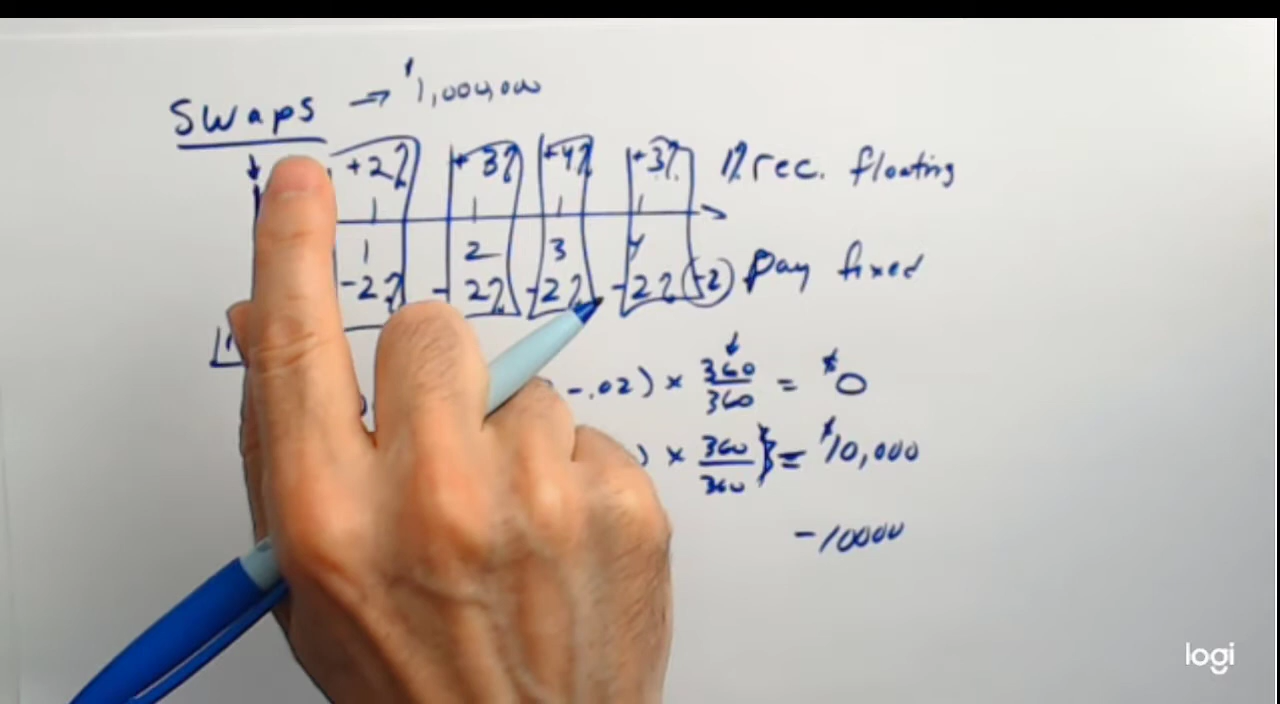 Swaps → $1,000,000
+2% +3% +4% +3% 1% rec. floating
1 2 3 4
-2% -2% -2% -2% -2 pay fixed
-.02) × 360/360 = $0
) × 360/360 = $10,000
-10000
logi